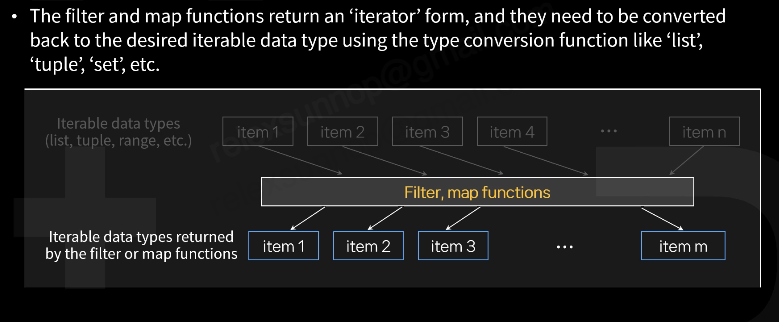 • The filter and map functions return an ‘iterator’ form, and they need to be converted
back to the desired iterable data type using the type conversion function like ‘list’,
‘tuple’, ‘set’, etc.
Iterable data types
(list, tuple, range, etc.)
item 1 item 2 item 3 item 4 ··· item n
Filter, map functions
Iterable data types returned
by the filter or map functions
item 1 item 2 item 3 ··· item m